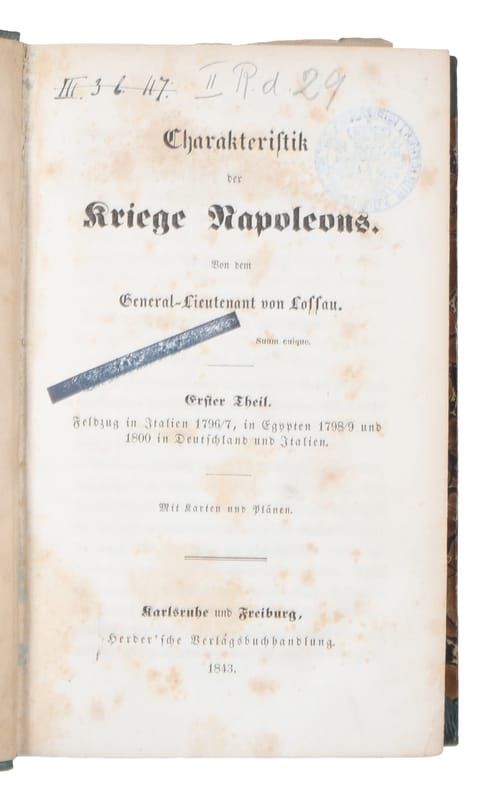 III. 3 6 47. II R. d. 29
Charakteriſtik
der
Kriege Napoleons.
Von dem
General-Lieutenant von Loſſau.
Suum cuique.
Erſter Theil.
Feldzug in Italien 1796/7, in Egypten 1798/9 und
1800 in Deutſchland und Italien.
Mit Karten und Plänen.
Karlsruhe und Freiburg,
Herder'ſche Verlagsbuchhandlung.
1843.